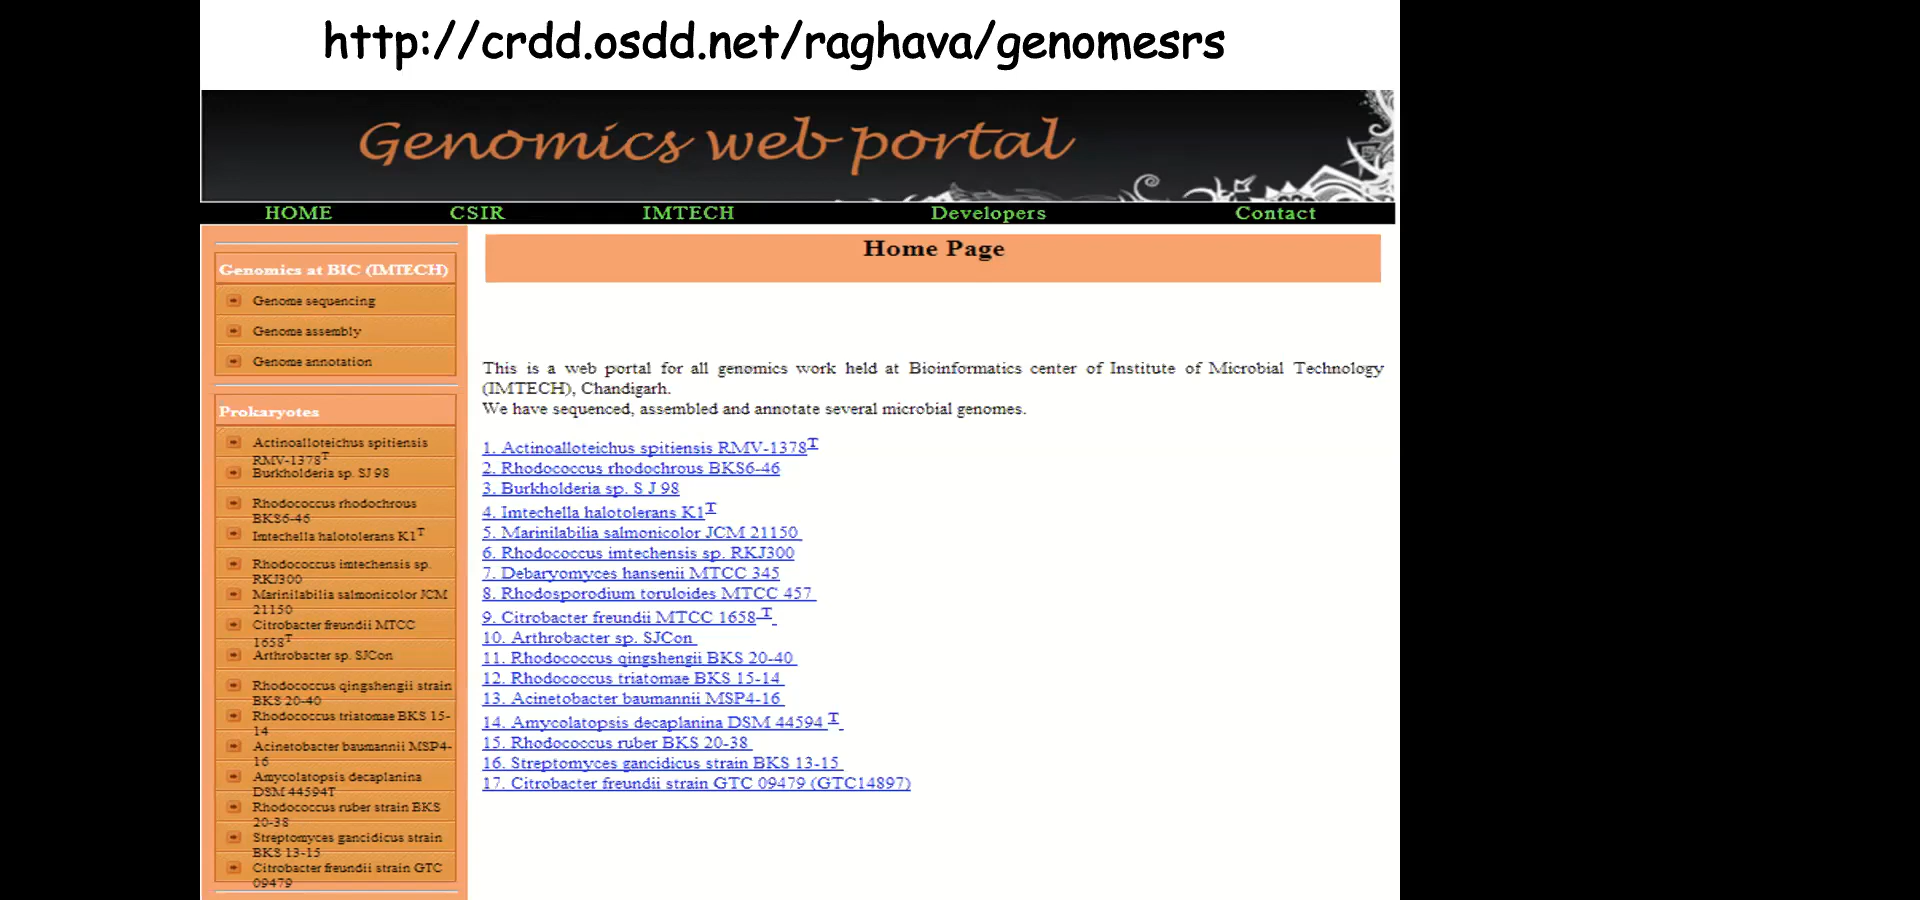 http://crdd.osdd.net/raghava/genomesrs
Genomics web portal
HOME CSIR IMTECH Developers Contact
Genomics at BIC (IMTECH)
Genome sequencing
Genome assembly
Genome annotation
Prokaryotes
Actinoalloteichus spitiensis
RMV-1378T
Burkholderia sp. SJ 98
Rhodococcus rhodochrous
BKS6-46
Imtechella halotolerans K1T
Rhodococcus imtechensis sp.
RKJ300
Marinilabilia salmonicolor JCM
21150
Citrobacter freundii MTCC
1658T
Arthrobacter sp. SJCon
Rhodococcus qingshengii strain
BKS 20-40
Rhodococcus triatomae BKS 15-
14
Acinetobacter baumannii MSP4-
16
Amycolatopsis decaplanina
DSM 44594T
Rhodococcus ruber strain BKS
20-38
Streptomyces gancidicus strain
BKS 13-15
Citrobacter freundii strain GTC
09479
Home Page
This is a web portal for all genomics work held at Bioinformatics center of Institute of Microbial Technology
(IMTECH), Chandigarh.
We have sequenced, assembled and annotate several microbial genomes.
1. Actinoalloteichus spitiensis RMV-1378T
2. Rhodococcus rhodochrous BKS6-46
3. Burkholderia sp. S J 98
4. Imtechella halotolerans K1T
5. Marinilabilia salmonicolor JCM 21150
6. Rhodococcus imtechensis sp. RKJ300
7. Debaryomyces hansenii MTCC 345
8. Rhodosporodium toruloides MTCC 457
9. Citrobacter freundii MTCC 1658 T
10. Arthrobacter sp. SJCon
11. Rhodococcus qingshengii BKS 20-40
12. Rhodococcus triatomae BKS 15-14
13. Acinetobacter baumannii MSP4-16
14. Amycolatopsis decaplanina DSM 44594 T
15. Rhodococcus ruber BKS 20-38
16. Streptomyces gancidicus strain BKS 13-15
17. Citrobacter freundii strain GTC 09479 (GTC14897)